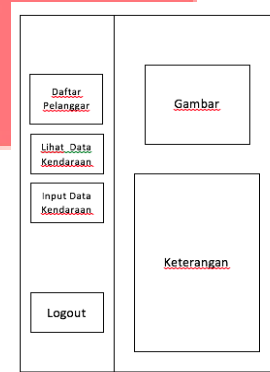 Daftar
Pelanggar
Lihat Data
Kendaraan
Input Data
Kendaraan
Logout
Gambar
Keterangan